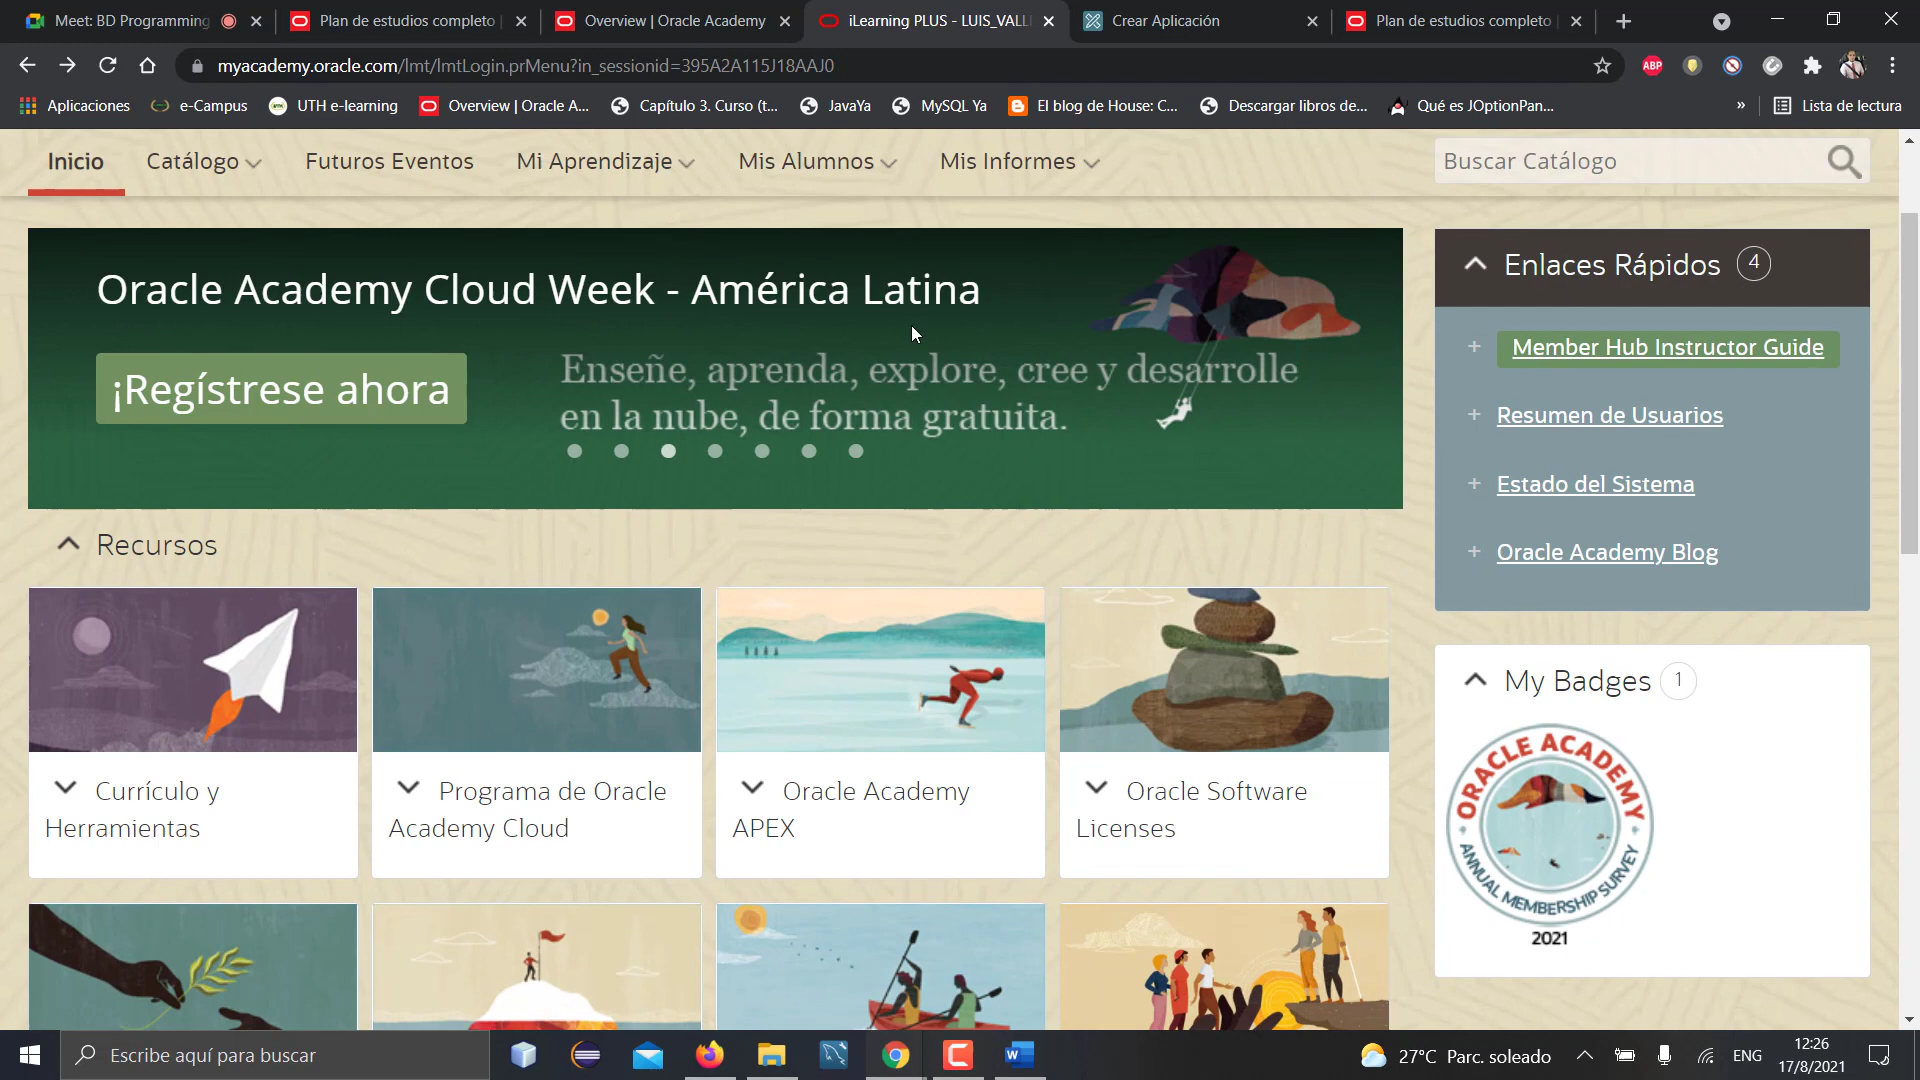 Meet: BD Programming
Plan de estudios completo
Overview | Oracle Academy
iLearning PLUS - LUIS_VALL
Crear Aplicación
Plan de estudios completo
myacademy.oracle.com/lmt/lmtLogin.prMenu?in_sessionid=395A2A115J18AAJ0
ABP
Aplicaciones
e-Campus
UTH e-learning
Overview | Oracle A...
Capítulo 3. Curso (t...
JavaYa
MySQL Ya
El blog de House: C...
Descargar libros de...
Qué es JOptionPan...
»
Lista de lectura
Inicio
Catálogo
Futuros Eventos
Mi Aprendizaje
Mis Alumnos
Mis Informes
Buscar Catálogo
Oracle Academy Cloud Week - América Latina
¡Regístrese ahora
Enseñe, aprenda, explore, cree y desarrolle
en la nube, de forma gratuita.
Enlaces Rápidos 4
+ Member Hub Instructor Guide
+ Resumen de Usuarios
+ Estado del Sistema
+ Oracle Academy Blog
Recursos
Currículo y
Herramientas
Programa de Oracle
Academy Cloud
Oracle Academy
APEX
Oracle Software
Licenses
My Badges 1
ORACLE ACADEMY
ANNUAL MEMBERSHIP SURVEY
2021
Escribe aquí para buscar
27°C Parc. soleado
ENG
12:26
17/8/2021